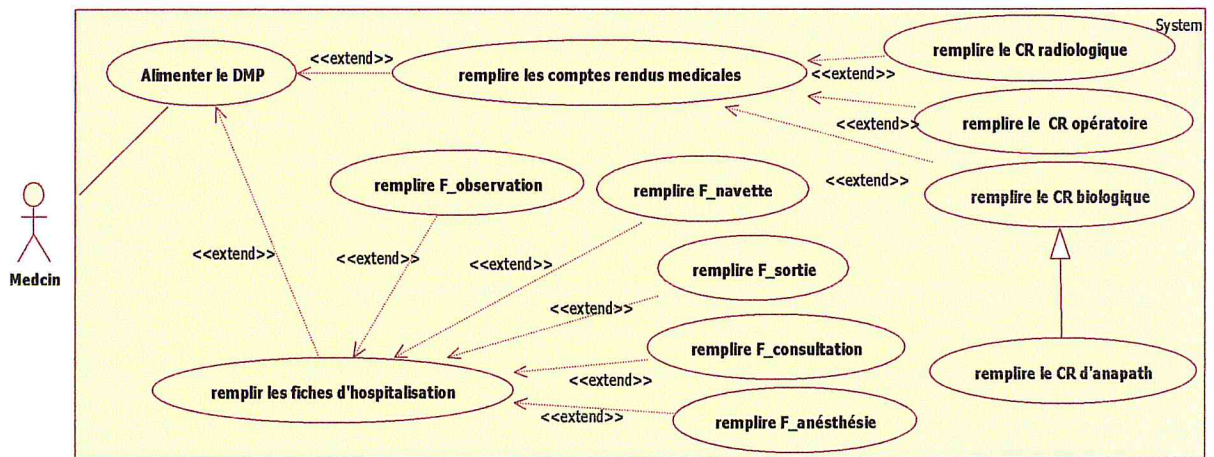 System
remplire le CR radiologique
Alimenter le DMP
<<extend>>
remplire les comptes rendus medicales
<<extend>>
remplire le CR opératoire
<<extend>>
remplire F_observation
remplire F_navette
<<extend>>
remplire le CR biologique
<<extend>>
<<extend>>
<<extend>>
remplire F_sortie
Medcin
<<extend>>
remplire F_consultation
remplire le CR d'anapath
<<extend>>
remplir les fiches d'hospitalisation
<<extend>>
remplire F_anésthésie